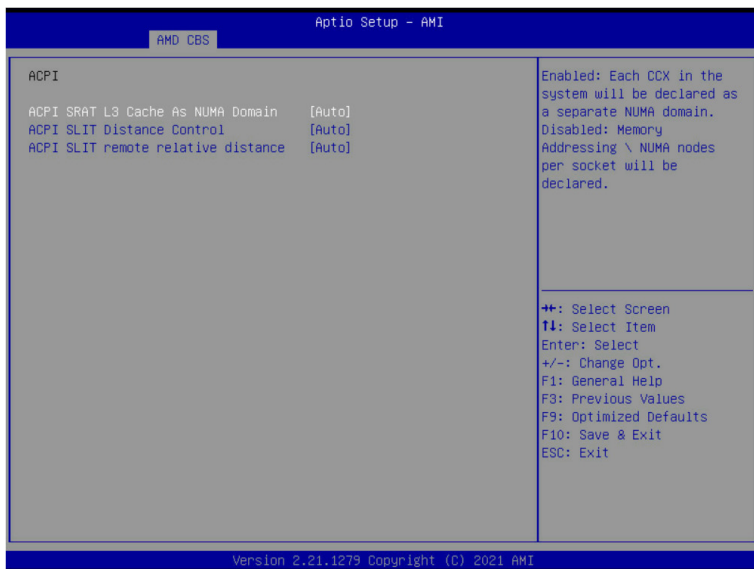 Aptio Setup - AMI
AMD CBS
ACPI
ACPI SRAT L3 Cache As NUMA Domain [Auto]
ACPI SLIT Distance Control [Auto]
ACPI SLIT remote relative distance [Auto]
Enabled: Each CCX in the
system will be declared as
a separate NUMA domain.
Disabled: Memory
Addressing \ NUMA nodes
per socket will be
declared.
→←: Select Screen
↑↓: Select Item
Enter: Select
+/-: Change Opt.
F1: General Help
F3: Previous Values
F9: Optimized Defaults
F10: Save & Exit
ESC: Exit
Version 2.21.1279 Copyright (C) 2021 AMI